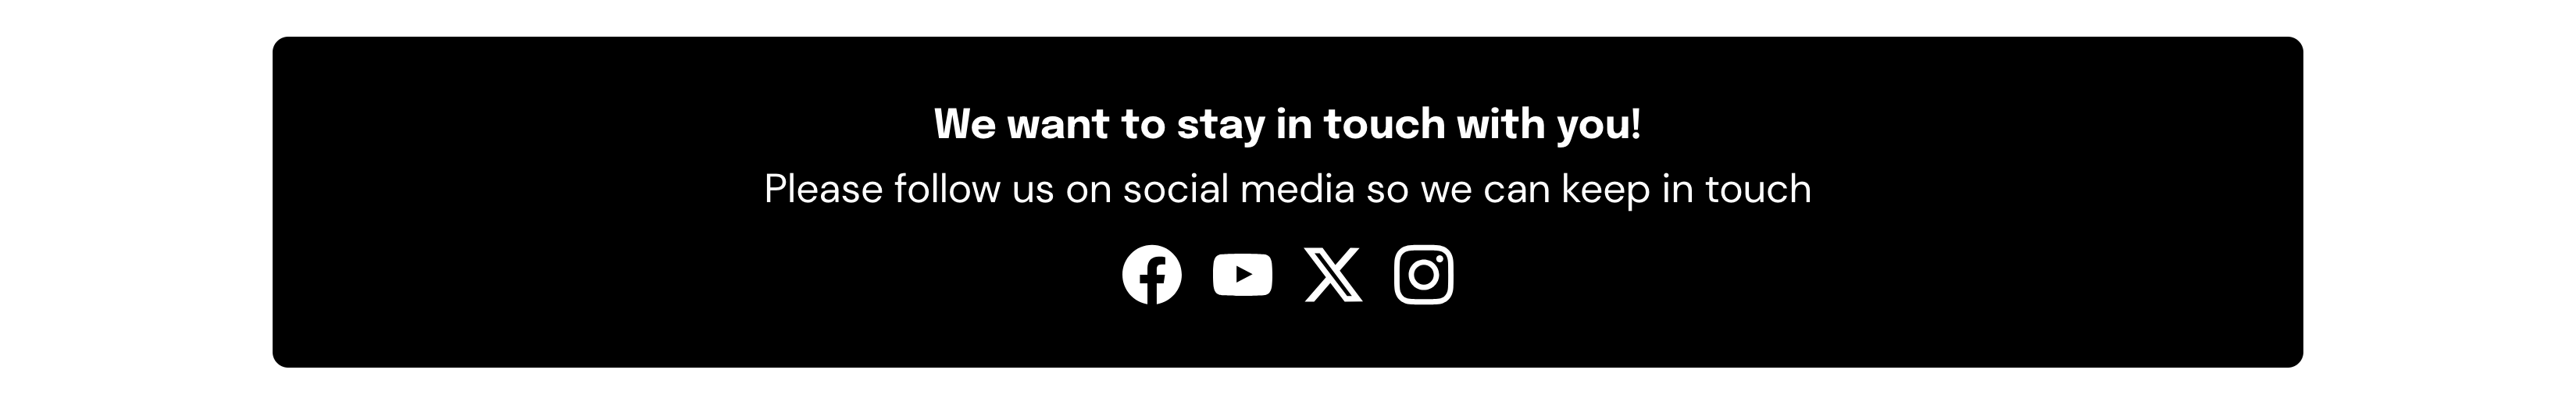 We want to stay in touch with you!
Please follow us on social media so we can keep in touch